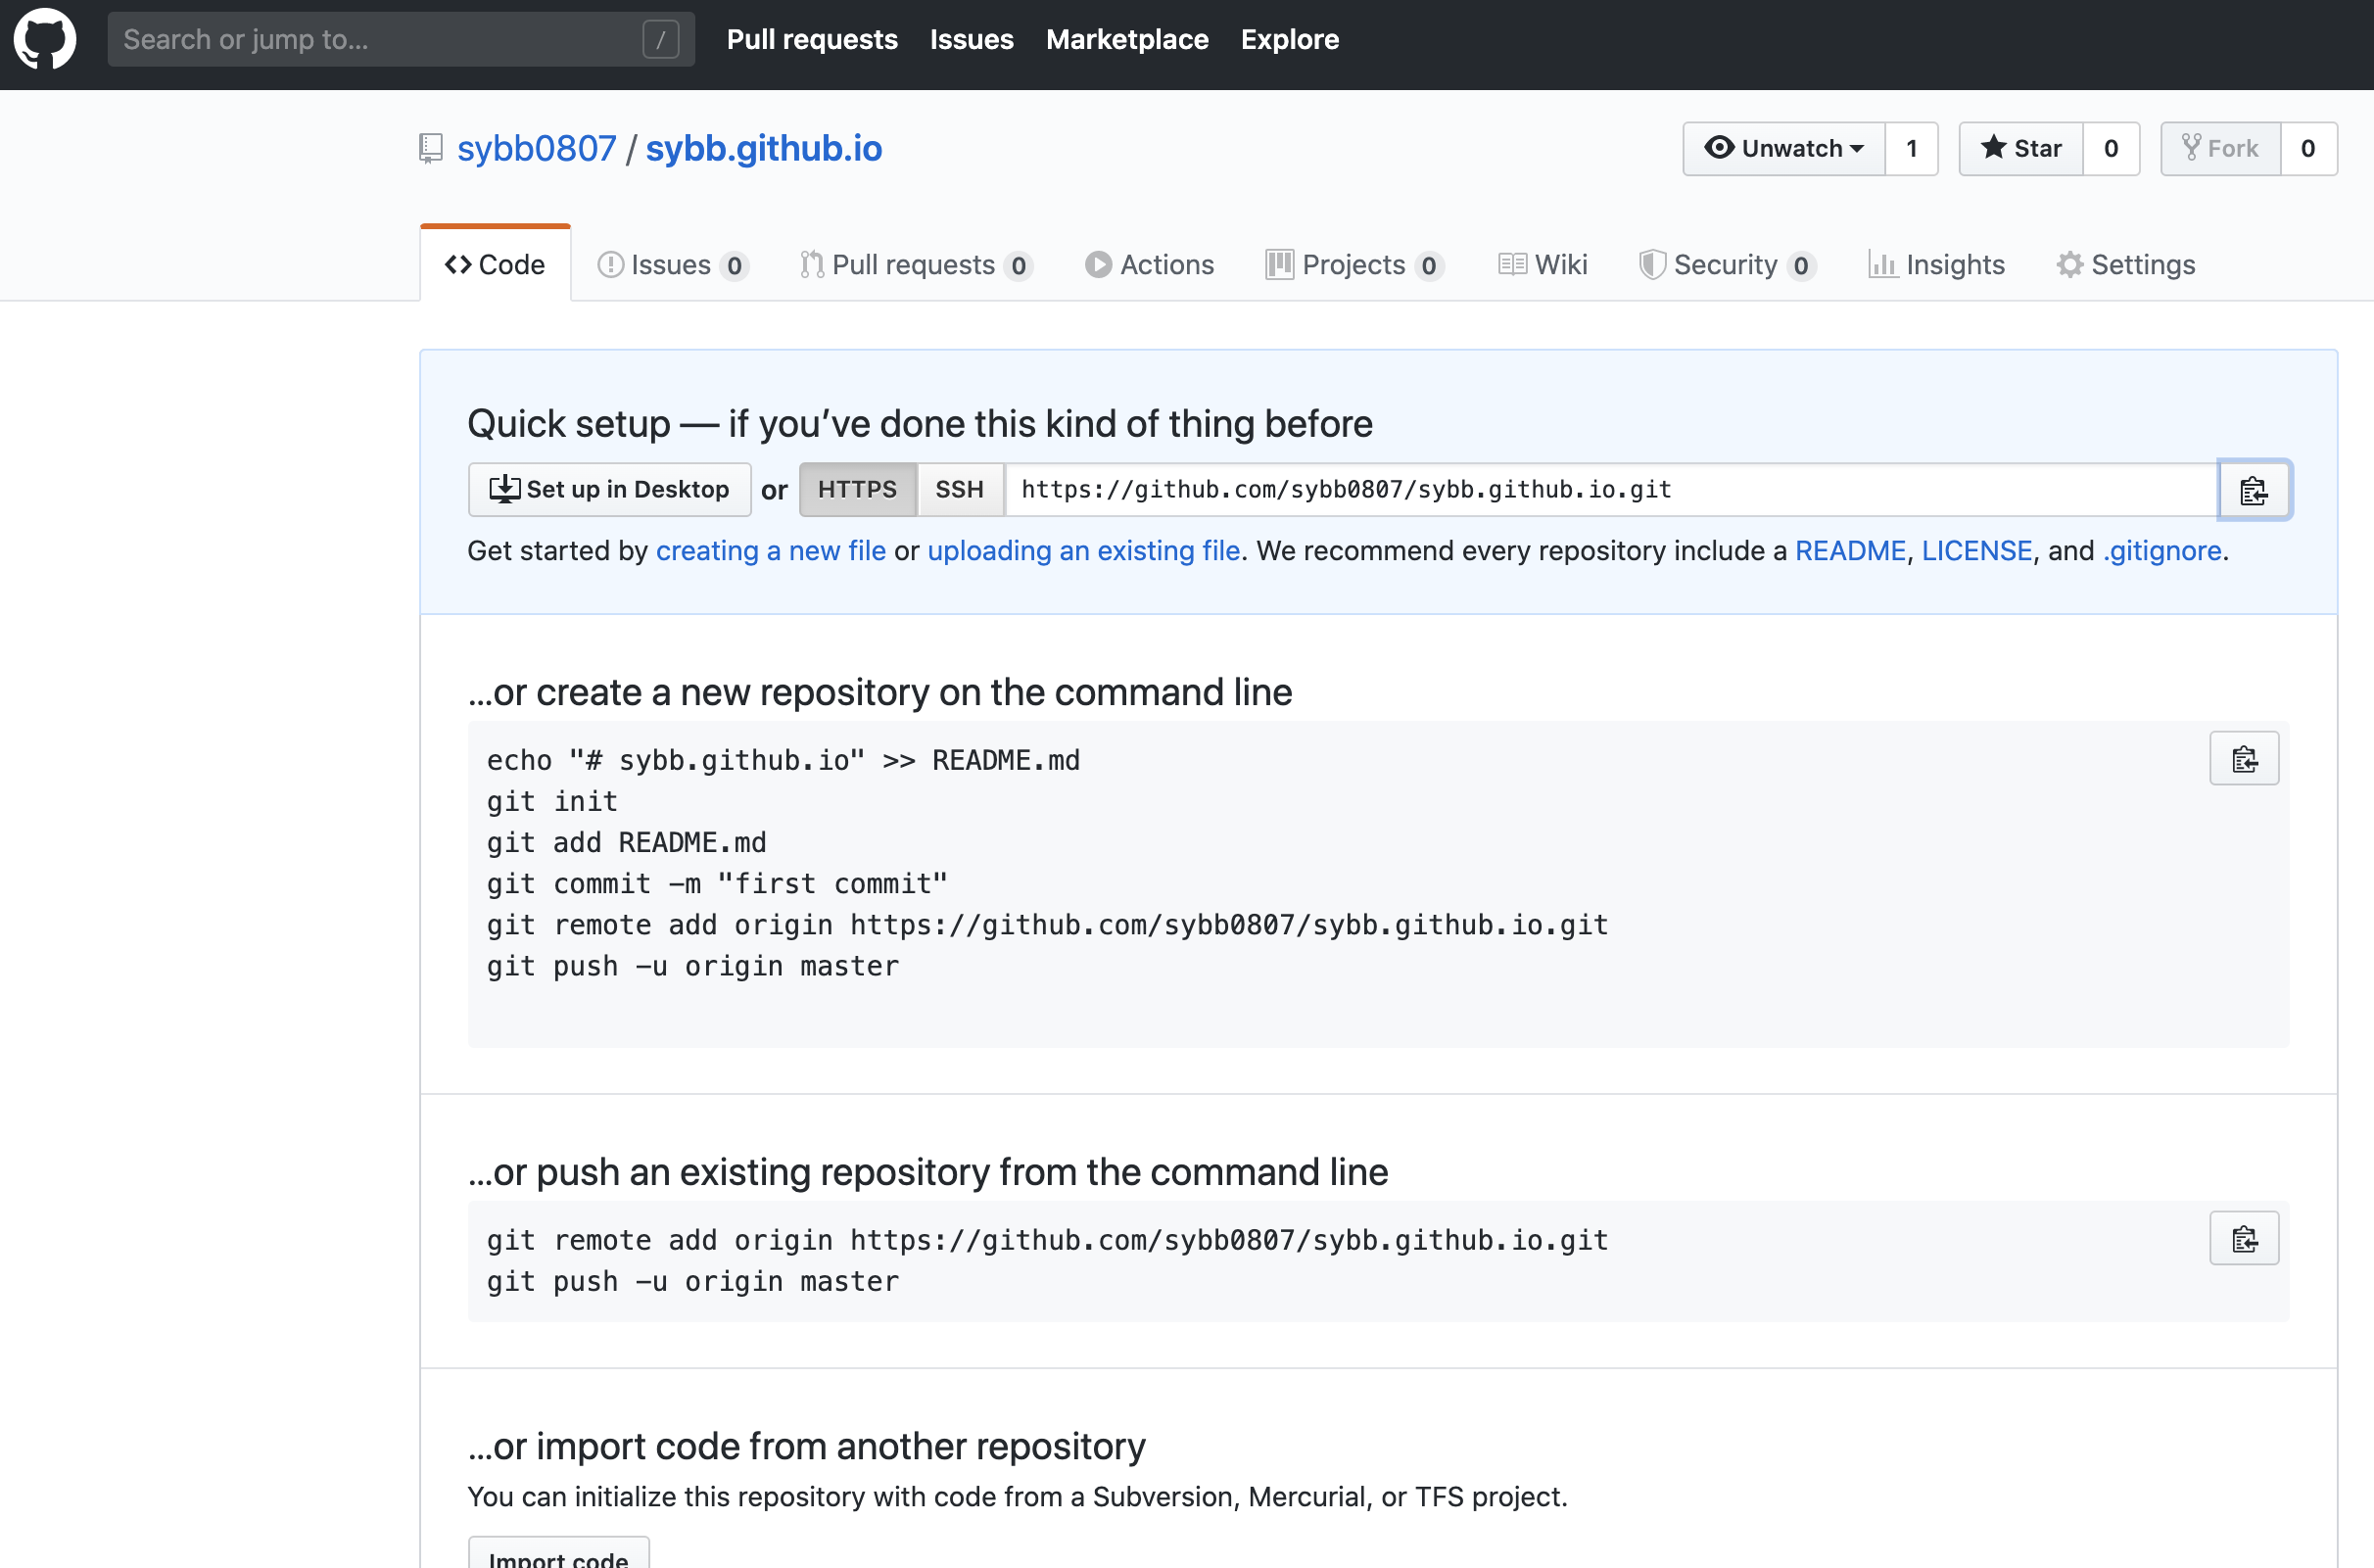 Search or jump to... /
Pull requests Issues Marketplace Explore
sybb0807 / sybb.github.io
Unwatch 1 Star 0 Fork 0
Code Issues 0 Pull requests 0 Actions Projects 0 Wiki Security 0 Insights Settings
Quick setup — if you’ve done this kind of thing before
Set up in Desktop or HTTPS SSH https://github.com/sybb0807/sybb.github.io.git
Get started by creating a new file or uploading an existing file. We recommend every repository include a README, LICENSE, and .gitignore.
…or create a new repository on the command line
echo "# sybb.github.io" >> README.md
git init
git add README.md
git commit -m "first commit"
git remote add origin https://github.com/sybb0807/sybb.github.io.git
git push -u origin master
…or push an existing repository from the command line
git remote add origin https://github.com/sybb0807/sybb.github.io.git
git push -u origin master
…or import code from another repository
You can initialize this repository with code from a Subversion, Mercurial, or TFS project.
Import code